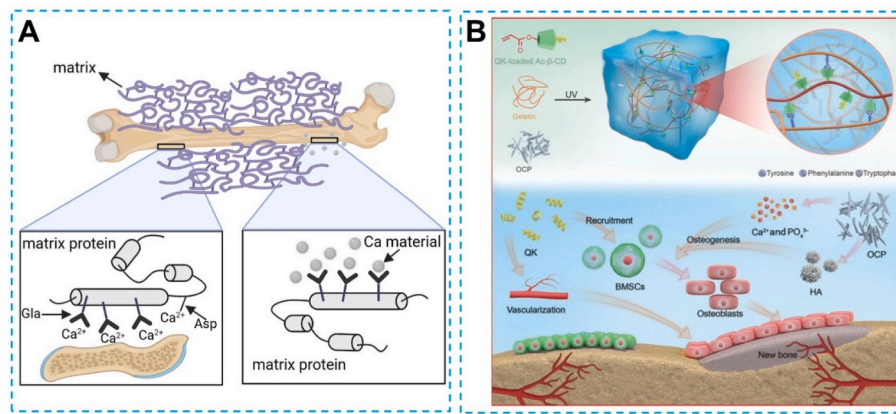 A
matrix
matrix protein
Gla
Ca²⁺
Ca²⁺
Ca²⁺
Ca²⁺
Asp
Ca material
matrix protein
B
QK-loaded Ac-β-CD
Gelatin
UV
OCP
Tyrosine
Phenylalanine
Tryptopha
QK
Recruitment
BMSCs
Osteogenesis
Ca²⁺ and PO₄³⁻
OCP
HA
Vascularization
Osteoblasts
New bone